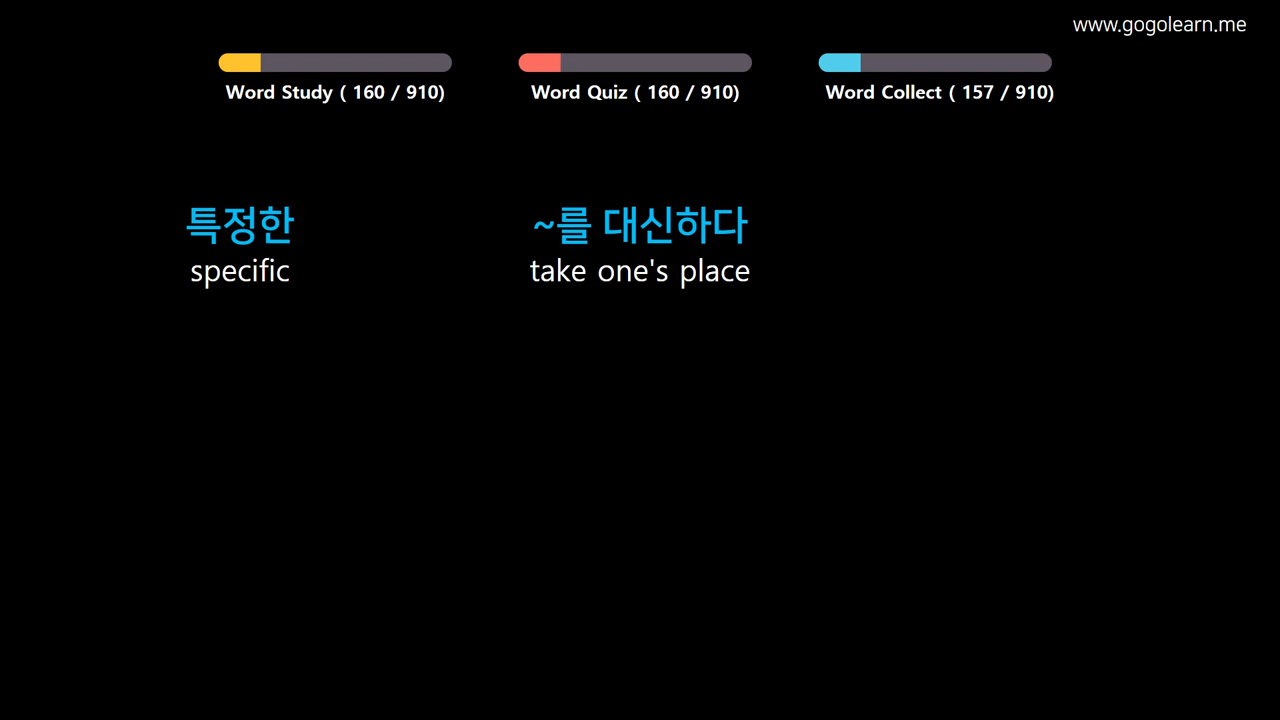 www.gogolearn.me
Word Study ( 160 / 910)
Word Quiz ( 160 / 910)
Word Collect ( 157 / 910)
특정한
specific
~를 대신하다
take one's place